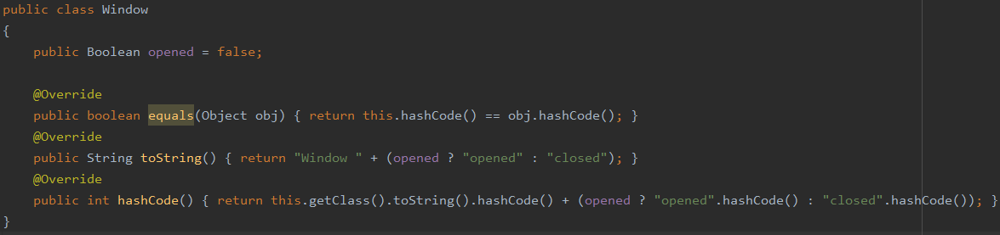 public class Window
{
public Boolean opened = false;
@Override
public boolean equals(Object obj) { return this.hashCode() == obj.hashCode(); }
@Override
public String toString() { return "Window " + (opened ? "opened" : "closed"); }
@Override
public int hashCode() { return this.getClass().toString().hashCode() + (opened ? "opened".hashCode() : "closed".hashCode()); }
}